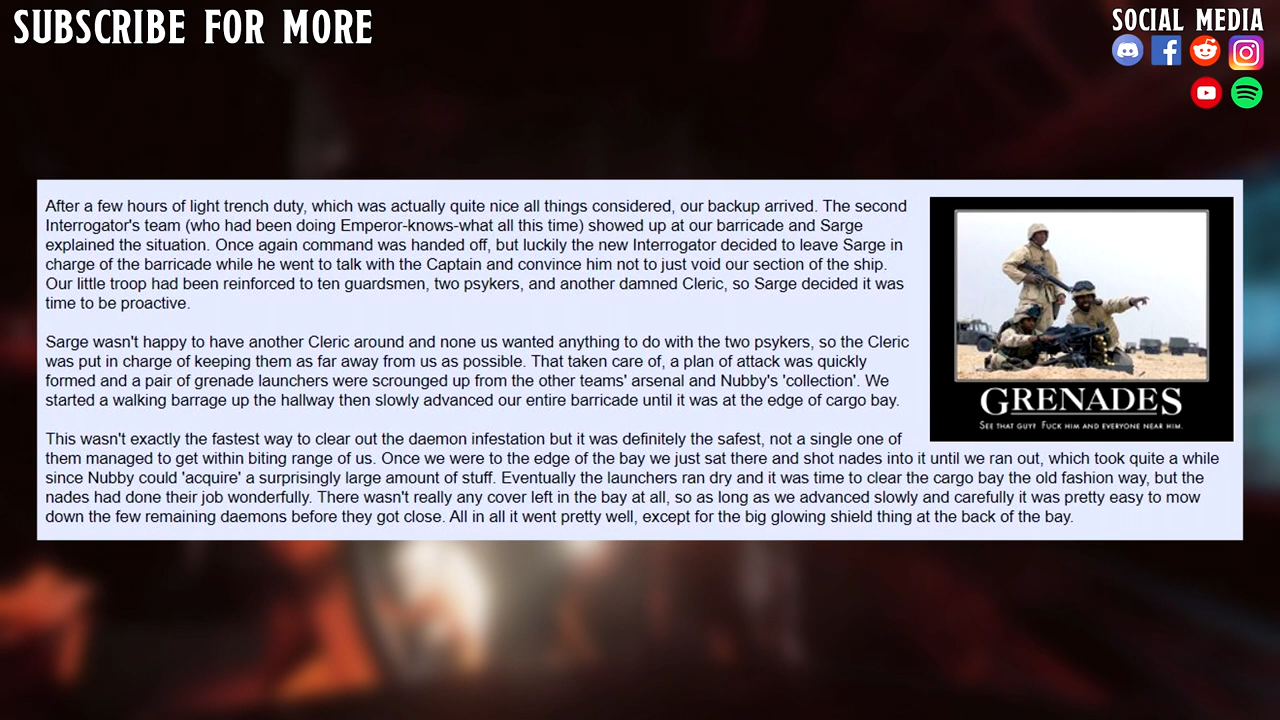 SUBSCRIBE FOR MORE
SOCIAL MEDIA
After a few hours of light trench duty, which was actually quite nice all things considered, our backup arrived. The second
Interrogator's team (who had been doing Emperor-knows-what all this time) showed up at our barricade and Sarge
explained the situation. Once again command was handed off, but luckily the new Interrogator decided to leave Sarge in
charge of the barricade while he went to talk with the Captain and convince him not to just void our section of the ship.
Our little troop had been reinforced to ten guardsmen, two psykers, and another damned Cleric, so Sarge decided it was
time to be proactive.
Sarge wasn't happy to have another Cleric around and none us wanted anything to do with the two psykers, so the Cleric
was put in charge of keeping them as far away from us as possible. That taken care of, a plan of attack was quickly
formed and a pair of grenade launchers were scrounged up from the other teams' arsenal and Nubby's 'collection'. We
started a walking barrage up the hallway then slowly advanced our entire barricade until it was at the edge of cargo bay.
This wasn't exactly the fastest way to clear out the daemon infestation but it was definitely the safest, not a single one of
them managed to get within biting range of us. Once we were to the edge of the bay we just sat there and shot nades into it until we ran out, which took quite a while
since Nubby could 'acquire' a surprisingly large amount of stuff. Eventually the launchers ran dry and it was time to clear the cargo bay the old fashion way, but the
nades had done their job wonderfully. There wasn't really any cover left in the bay at all, so as long as we advanced slowly and carefully it was pretty easy to mow
down the few remaining daemons before they got close. All in all it went pretty well, except for the big glowing shield thing at the back of the bay.
GRENADES
SEE THAT GUY? FUCK HIM AND EVERYONE NEAR HIM.